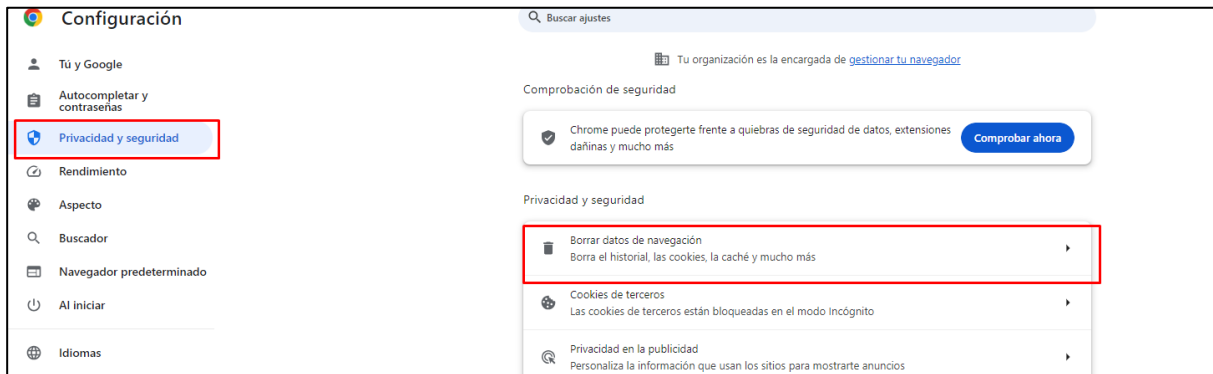 Configuración
Tú y Google
Autocompletar y
contraseñas
Privacidad y seguridad
Rendimiento
Aspecto
Buscador
Navegador predeterminado
Al iniciar
Idiomas
Buscar ajustes
Tu organización es la encargada de gestionar tu navegador
Comprobación de seguridad
Chrome puede protegerte frente a quiebras de seguridad de datos, extensiones
dañinas y mucho más
Comprobar ahora
Privacidad y seguridad
Borrar datos de navegación
Borra el historial, las cookies, la caché y mucho más
Cookies de terceros
Las cookies de terceros están bloqueadas en el modo Incógnito
Privacidad en la publicidad
Personaliza la información que usan los sitios para mostrarte anuncios